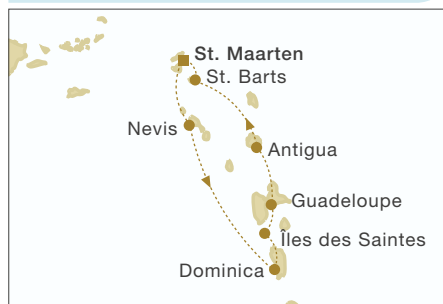 St. Maarten
St. Barts
Nevis
Antigua
Guadeloupe
Îles des Saintes
Dominica